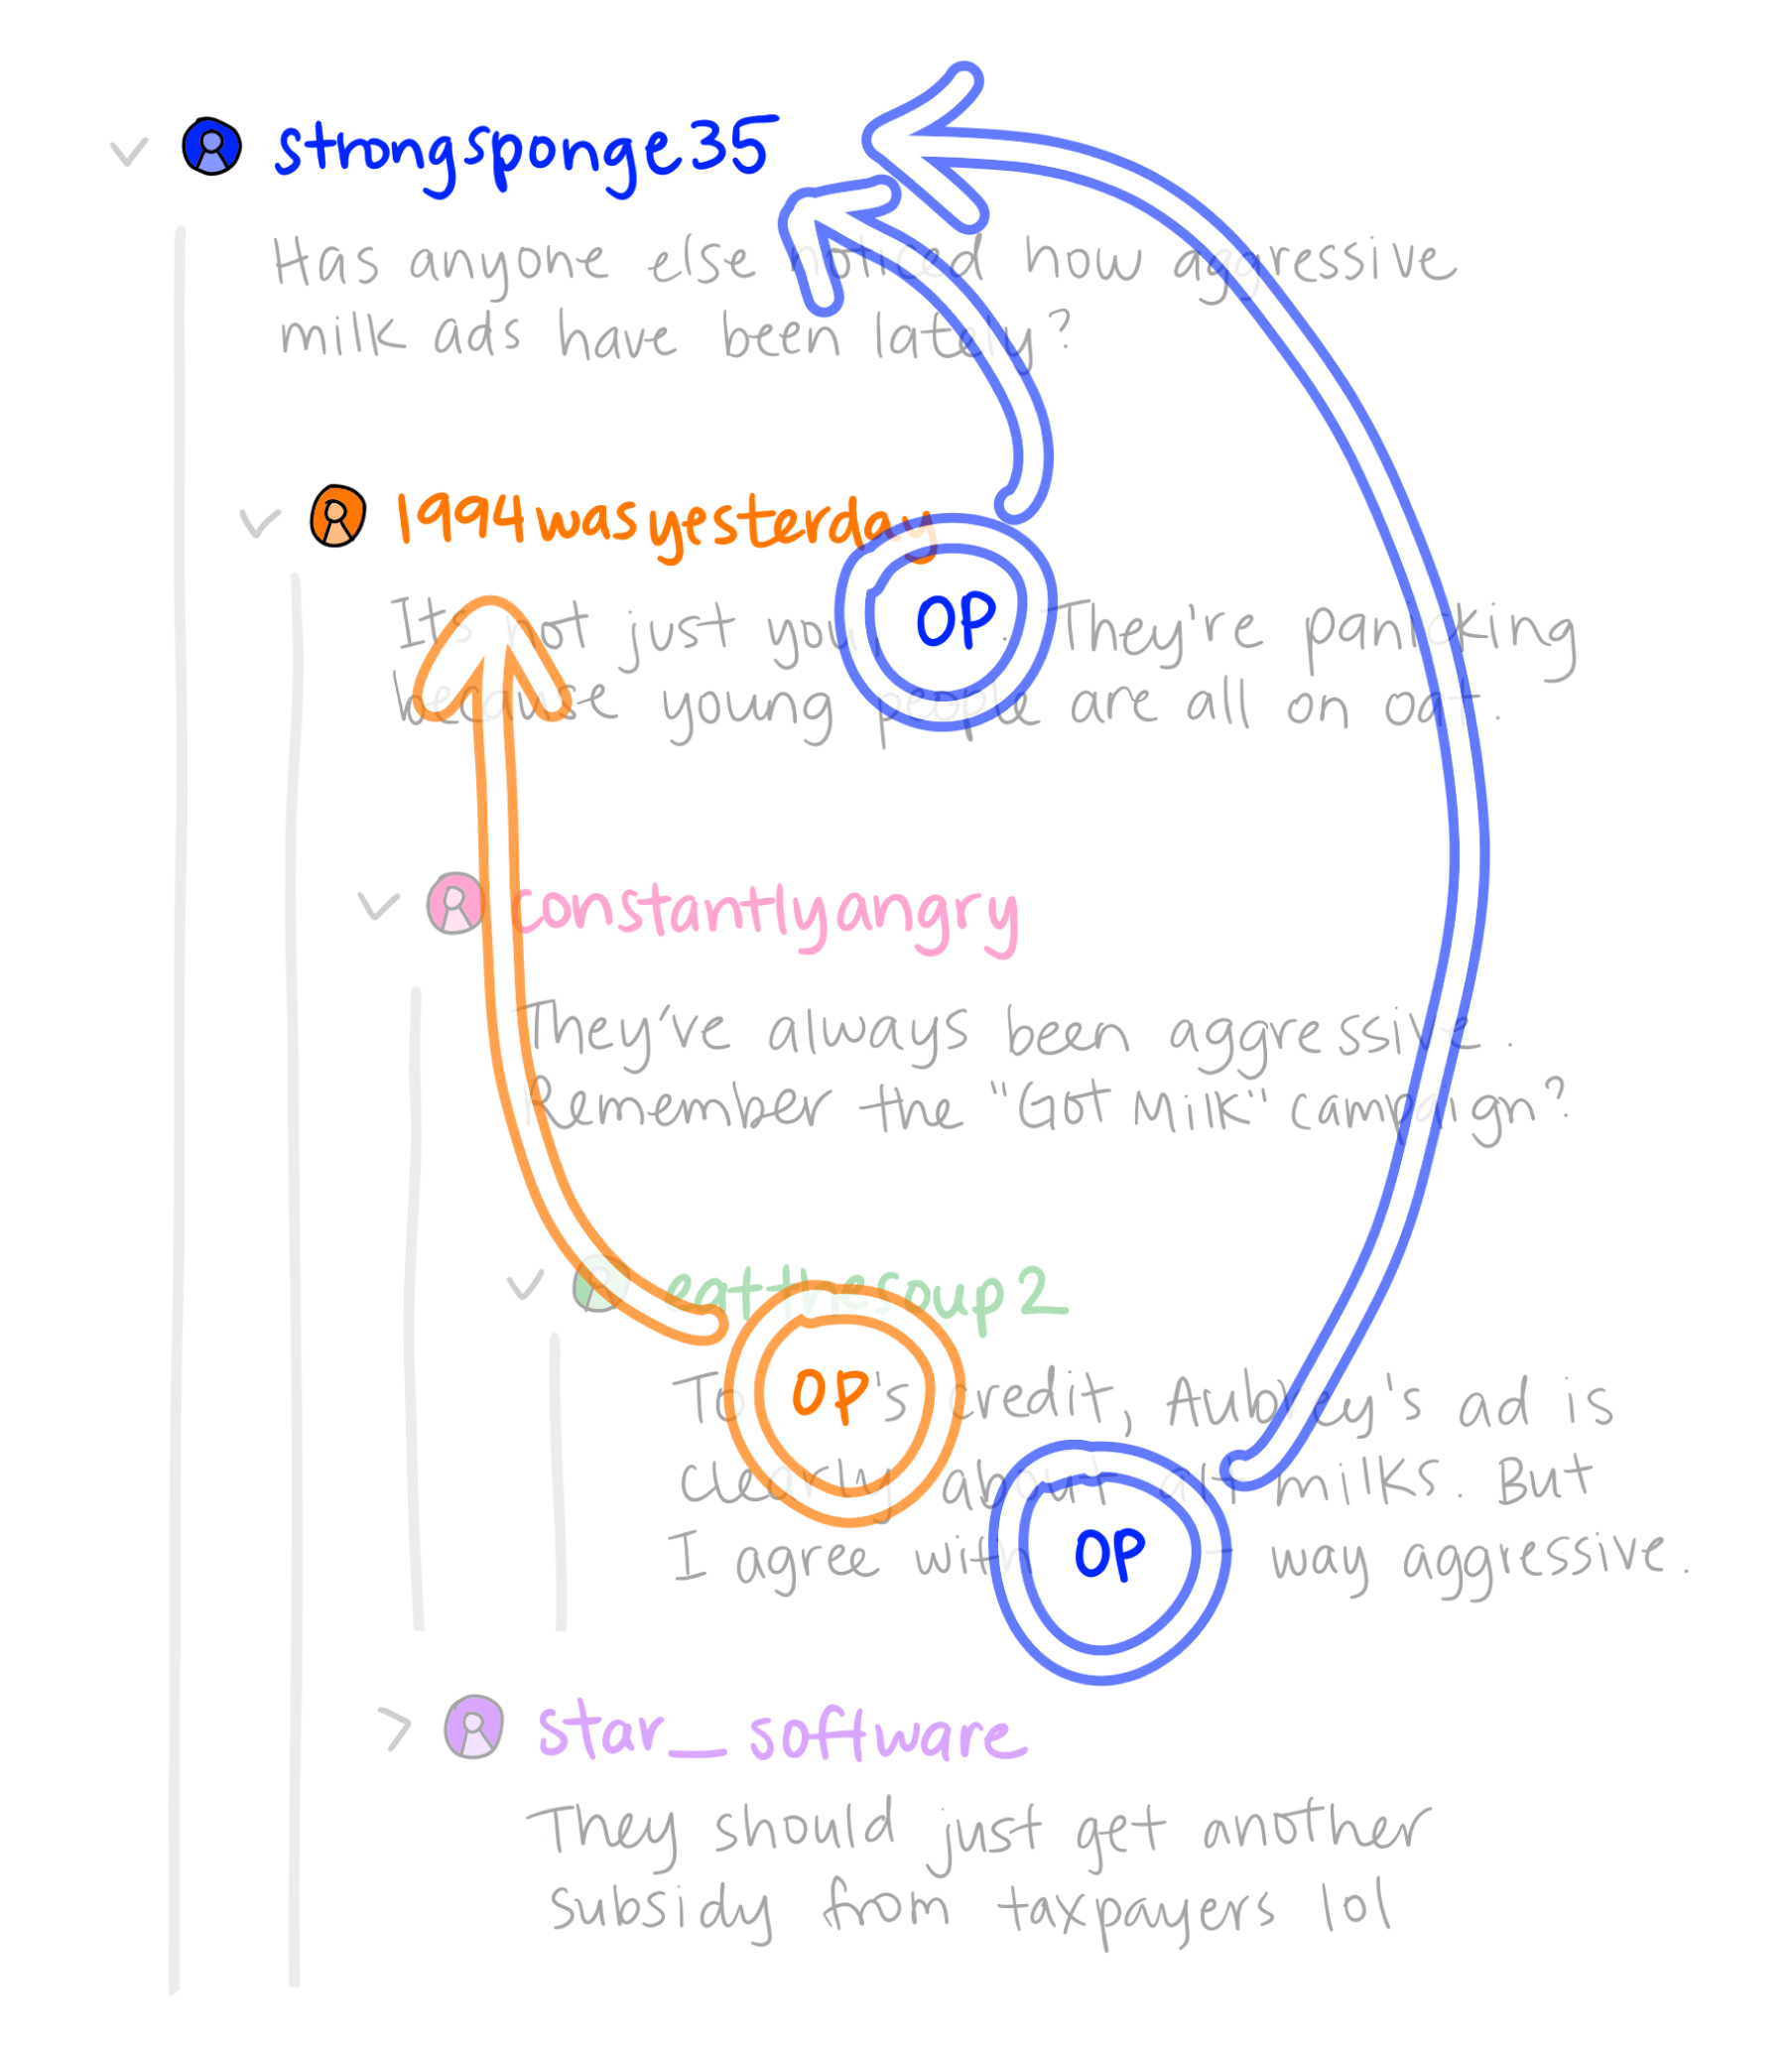 strongsponge35
Has anyone else noticed how aggressive
milk ads have been lately?
1994wasyesterday
It's not just you OP. They're panicking
because young people are all on oat.
constantlyangry
They've always been aggressive.
Remember the "Got Milk" campaign?
eatthesoup2
To OP's credit, Aubrey's ad is
clearly about alt milks. But
I agree with OP - way aggressive.
star_software
They should just get another
subsidy from taxpayers lol